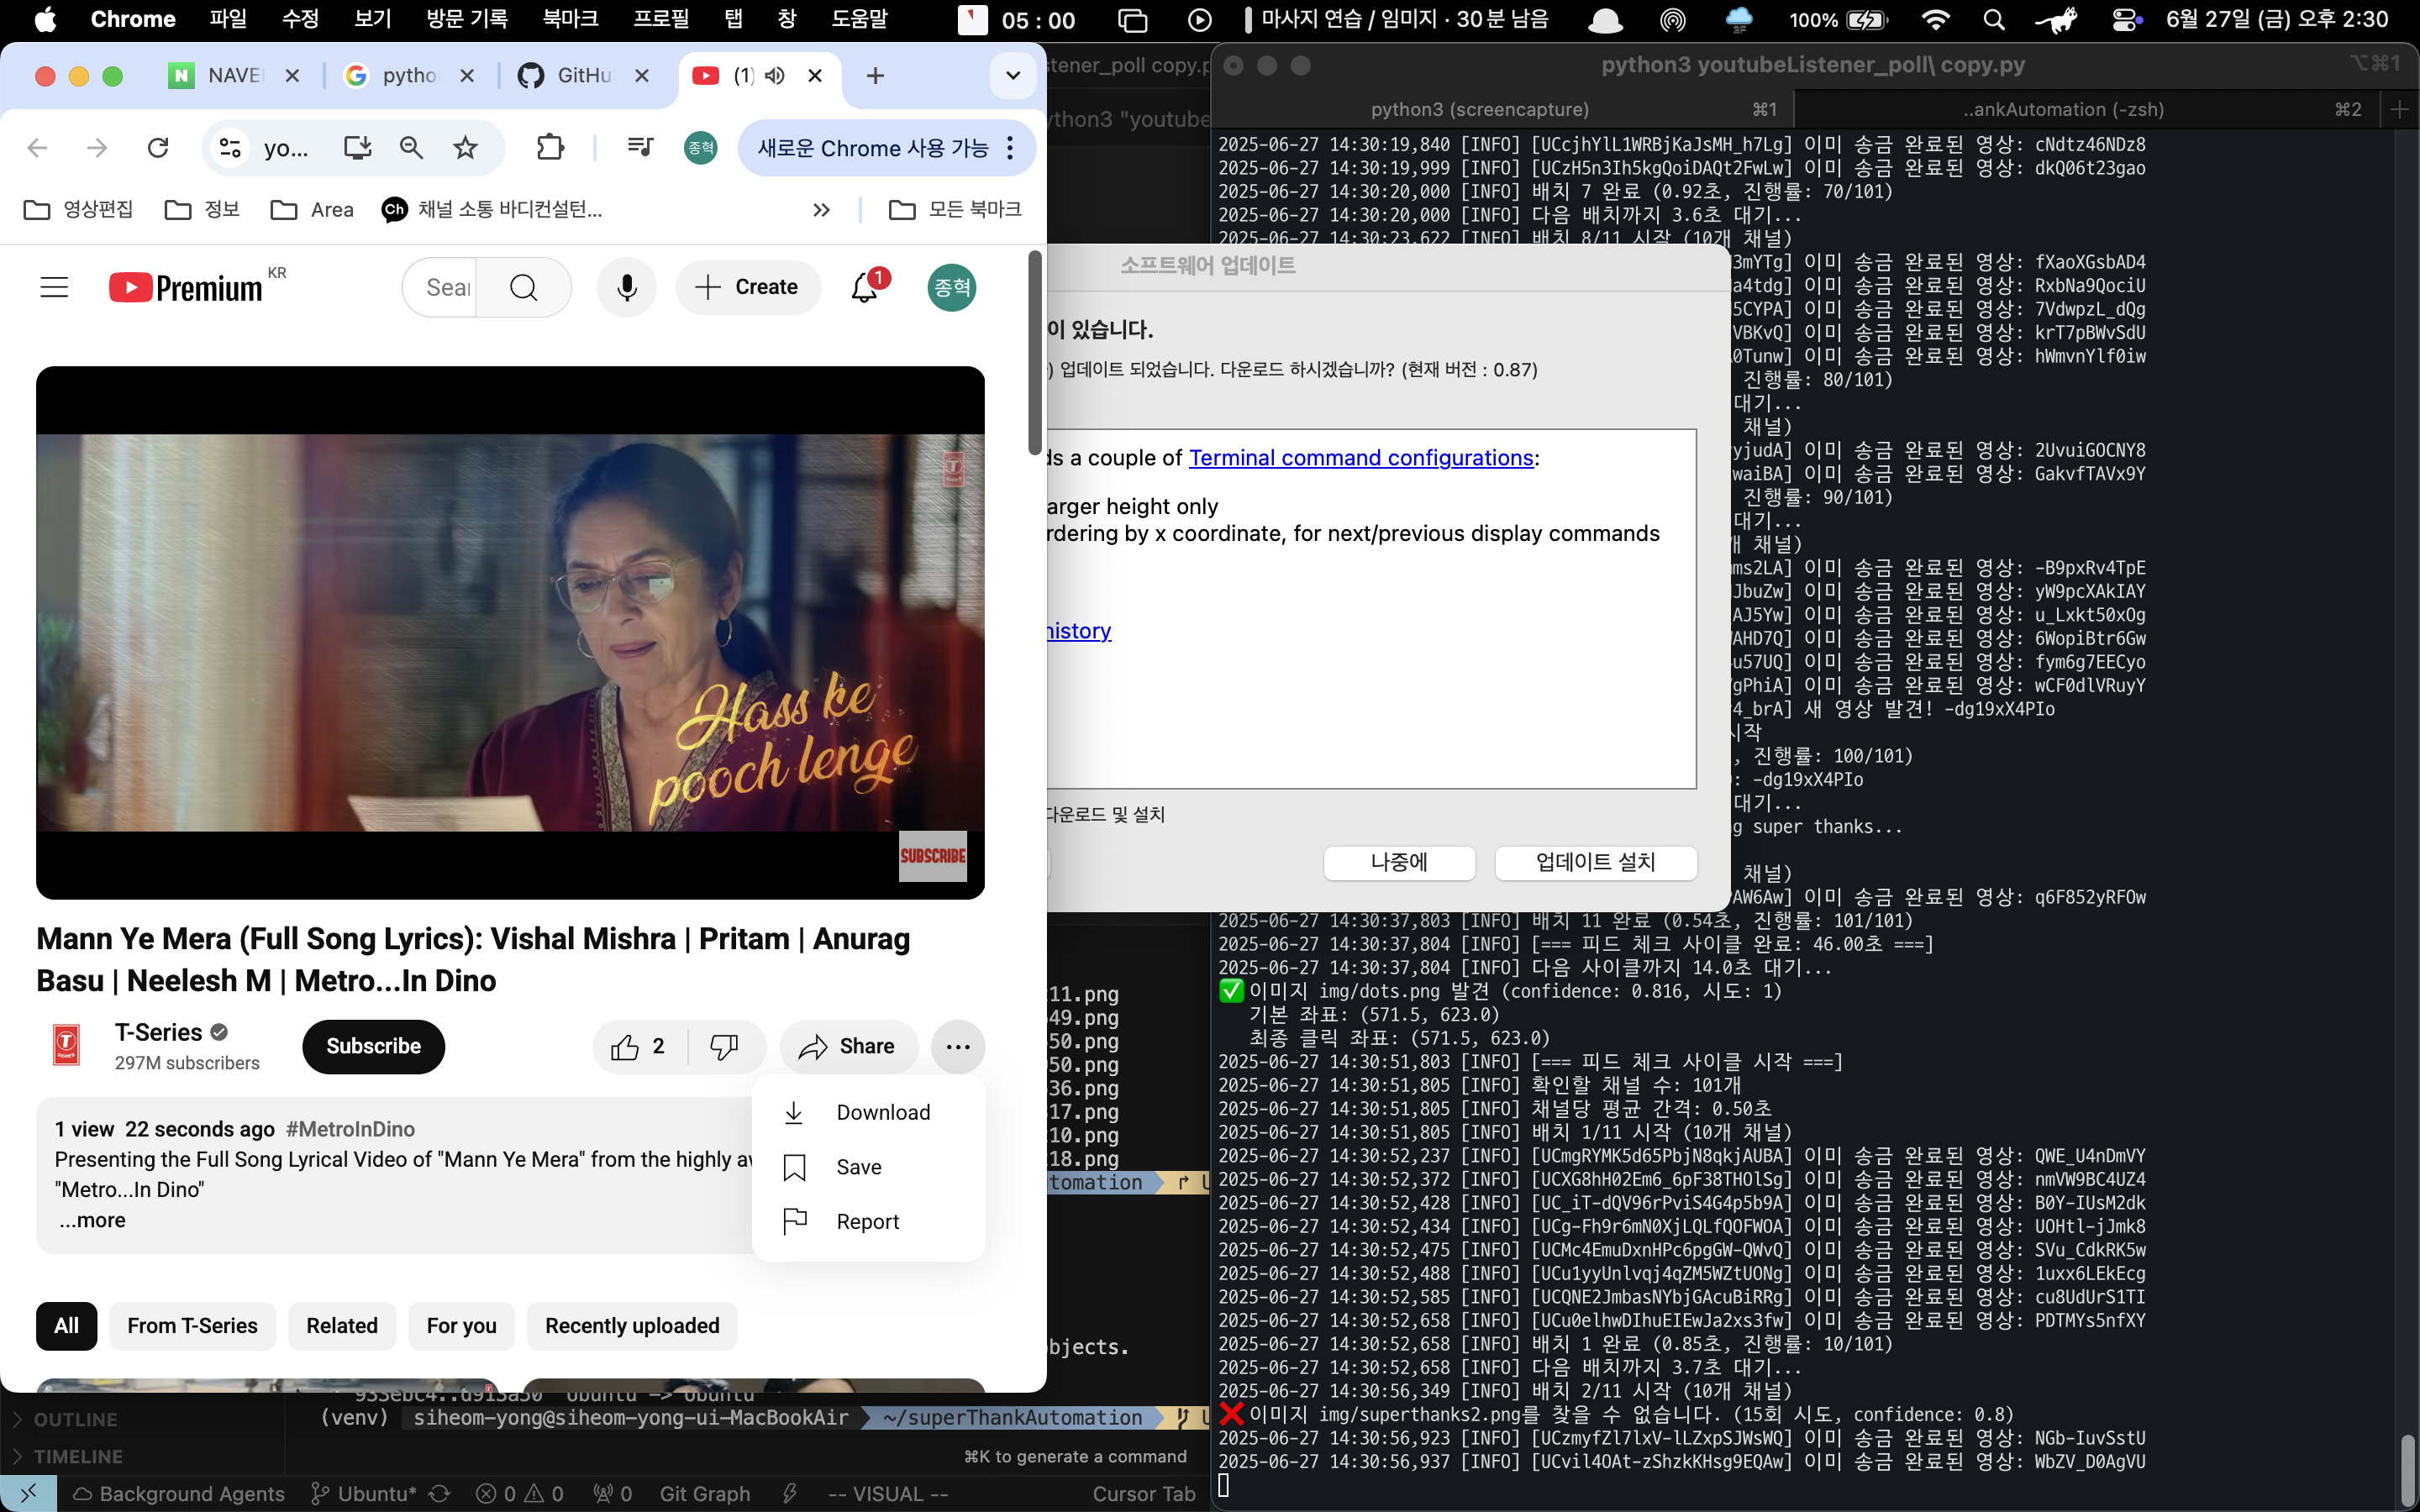 Chrome 파일 수정 보기 방문 기록 북마크 프로필 탭 창 도움말 05 : 00 마사지 연습 / 임미지 · 30분 남음 100% 6월 27일 (금) 오후 2:30
NAVE python GitHu (1)
yo... 종혁 새로운 Chrome 사용 가능
영상편집 정보 Area Ch 채널 소통 바디컨설턴... 모든 북마크
Premium KR Sear Create 1 종혁
Hass ke
pooch lenge
SUBSCRIBE
Mann Ye Mera (Full Song Lyrics): Vishal Mishra | Pritam | Anurag
Basu | Neelesh M | Metro...In Dino
T-Series
297M subscribers
Subscribe 2 Share
Download
Save
Report
1 view 22 seconds ago #MetroInDino
Presenting the Full Song Lyrical Video of "Mann Ye Mera" from the highly
"Metro...In Dino"
...more
All From T-Series Related For you Recently uploaded
stener_poll copy.p
ython3 "youtube
소프트웨어 업데이트
이 있습니다.
) 업데이트 되었습니다. 다운로드 하시겠습니까? (현재 버전 : 0.87)
ds a couple of Terminal command configurations:
arger height only
rdering by x coordinate, for next/previous display commands
history
다운로드 및 설치
나중에 업데이트 설치
11.png
49.png
50.png
50.png
36.png
17.png
10.png
18.png
tomation
bjects.
933ebc4..d913a50 Ubuntu -> Ubuntu
(venv) siheom-yong@siheom-yong-ui-MacBookAir ~/superThankAutomation
OUTLINE
TIMELINE
⌘K to generate a command
Background Agents Ubuntu* 0 0 0 Git Graph -- VISUAL -- Cursor Tab
python3 youtubeListener_poll\ copy.py ⌥⌘1
python3 (screencapture) ⌘1 ..ankAutomation (-zsh) ⌘2
2025-06-27 14:30:19,840 [INFO] [UCcjhYlL1WRBjKaJsMH_h7Lg] 이미 송금 완료된 영상: cNdtz46NDz8
2025-06-27 14:30:19,999 [INFO] [UCzH5n3Ih5kgQoiDAQt2FwLw] 이미 송금 완료된 영상: dkQ06t23gao
2025-06-27 14:30:20,000 [INFO] 배치 7 완료 (0.92초, 진행률: 70/101)
2025-06-27 14:30:20,000 [INFO] 다음 배치까지 3.6초 대기...
2025-06-27 14:30:23,622 [INFO] 배치 8/11 시작 (10개 채널)
3mYTg] 이미 송금 완료된 영상: fXaoXGsbAD4
a4tdg] 이미 송금 완료된 영상: RxbNa9QociU
5CYPA] 이미 송금 완료된 영상: 7VdwpzL_dQg
VBKvQ] 이미 송금 완료된 영상: krT7pBWvSdU
0Tunw] 이미 송금 완료된 영상: hWmvnYlf0iw
진행률: 80/101)
대기...
채널)
yjudA] 이미 송금 완료된 영상: 2UvuiGOCNY8
waiBA] 이미 송금 완료된 영상: GakvfTAVx9Y
진행률: 90/101)
대기...
개 채널)
ms2LA] 이미 송금 완료된 영상: -B9pxRv4TpE
JbuZw] 이미 송금 완료된 영상: yW9pcXAkIAY
AJ5Yw] 이미 송금 완료된 영상: u_Lxkt50xOg
AHD7Q] 이미 송금 완료된 영상: 6WopiBtr6Gw
u57UQ] 이미 송금 완료된 영상: fym6g7EECyo
gPhiA] 이미 송금 완료된 영상: wCF0dlVRuyY
4_brA] 새 영상 발견! -dg19xX4PIo
시작
, 진행률: 100/101)
: -dg19xX4PIo
대기...
g super thanks...
채널)
AW6Aw] 이미 송금 완료된 영상: q6F852yRFOw
2025-06-27 14:30:37,803 [INFO] 배치 11 완료 (0.54초, 진행률: 101/101)
2025-06-27 14:30:37,804 [INFO] [=== 피드 체크 사이클 완료: 46.00초 ===]
2025-06-27 14:30:37,804 [INFO] 다음 사이클까지 14.0초 대기...
✅이미지 img/dots.png 발견 (confidence: 0.816, 시도: 1)
기본 좌표: (571.5, 623.0)
최종 클릭 좌표: (571.5, 623.0)
2025-06-27 14:30:51,803 [INFO] [=== 피드 체크 사이클 시작 ===]
2025-06-27 14:30:51,805 [INFO] 확인할 채널 수: 101개
2025-06-27 14:30:51,805 [INFO] 채널당 평균 간격: 0.50초
2025-06-27 14:30:51,805 [INFO] 배치 1/11 시작 (10개 채널)
2025-06-27 14:30:52,237 [INFO] [UCmgRYMK5d65PbjN8qkjAUBA] 이미 송금 완료된 영상: QWE_U4nDmVY
2025-06-27 14:30:52,372 [INFO] [UCXG8hH02Em6_6pF38THOlSg] 이미 송금 완료된 영상: nmVW9BC4UZ4
2025-06-27 14:30:52,428 [INFO] [UC_iT-dQV96rPviS4G4p5b9A] 이미 송금 완료된 영상: B0Y-IUsM2dk
2025-06-27 14:30:52,434 [INFO] [UCg-Fh9r6mN0XjLQLfQOFWOA] 이미 송금 완료된 영상: UOHtl-jJmk8
2025-06-27 14:30:52,475 [INFO] [UCMc4EmuDxnHPc6pgGW-QWvQ] 이미 송금 완료된 영상: SVu_CdkRK5w
2025-06-27 14:30:52,488 [INFO] [UCu1yyUnlvqj4qZM5WZtUONg] 이미 송금 완료된 영상: 1uxx6LEkEcg
2025-06-27 14:30:52,585 [INFO] [UCQNE2JmbasNYbjGAcuBiRRg] 이미 송금 완료된 영상: cu8UdUrS1TI
2025-06-27 14:30:52,658 [INFO] [UCu0elhwDIhuEIEwJa2xs3fw] 이미 송금 완료된 영상: PDTMYs5nfXY
2025-06-27 14:30:52,658 [INFO] 배치 1 완료 (0.85초, 진행률: 10/101)
2025-06-27 14:30:52,658 [INFO] 다음 배치까지 3.7초 대기...
2025-06-27 14:30:56,349 [INFO] 배치 2/11 시작 (10개 채널)
❌이미지 img/superthanks2.png를 찾을 수 없습니다. (15회 시도, confidence: 0.8)
2025-06-27 14:30:56,923 [INFO] [UCzmyfZl7lxV-lLZxpSJWsWQ] 이미 송금 완료된 영상: NGb-IuvSstU
2025-06-27 14:30:56,937 [INFO] [UCvil4OAt-zShzkKHsg9EQAw] 이미 송금 완료된 영상: WbZV_D0AgVU